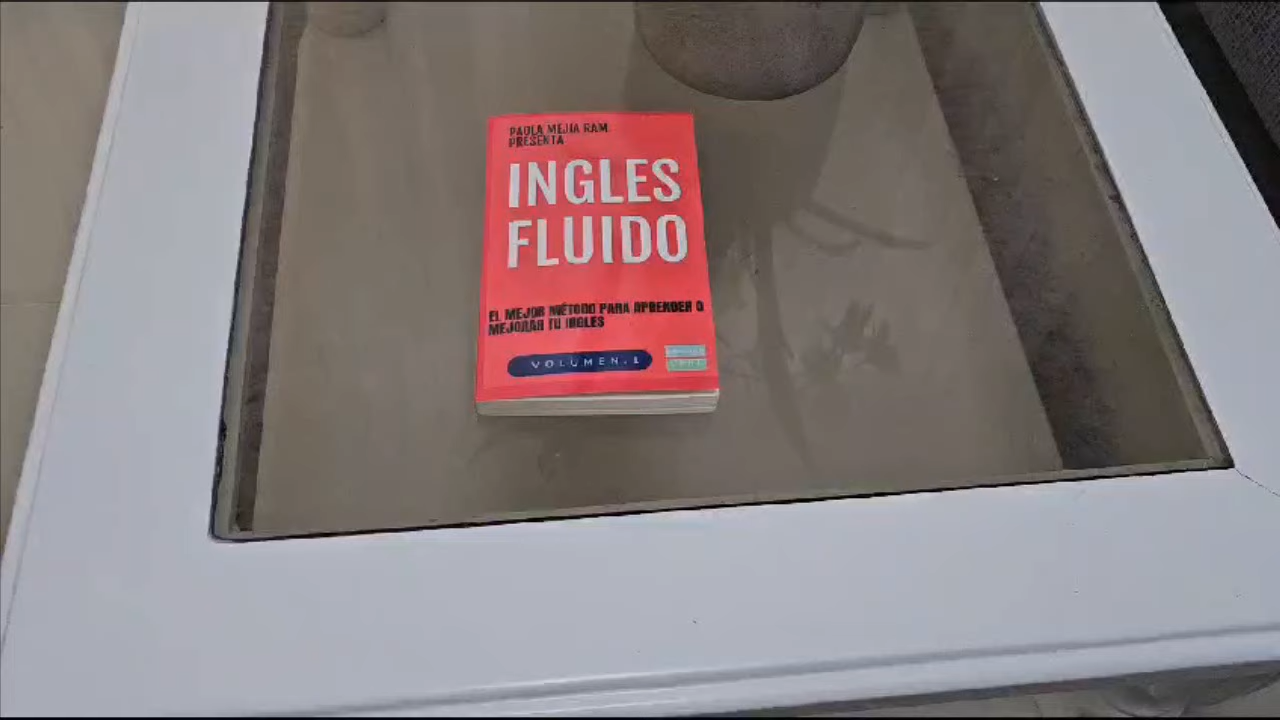 PAOLA MEJIA RAM.
PRESENTA
INGLES
FLUIDO
EL MEJOR MÉTODO PARA APRENDER O
MEJORAR TU INGLES
VOLUMEN.1